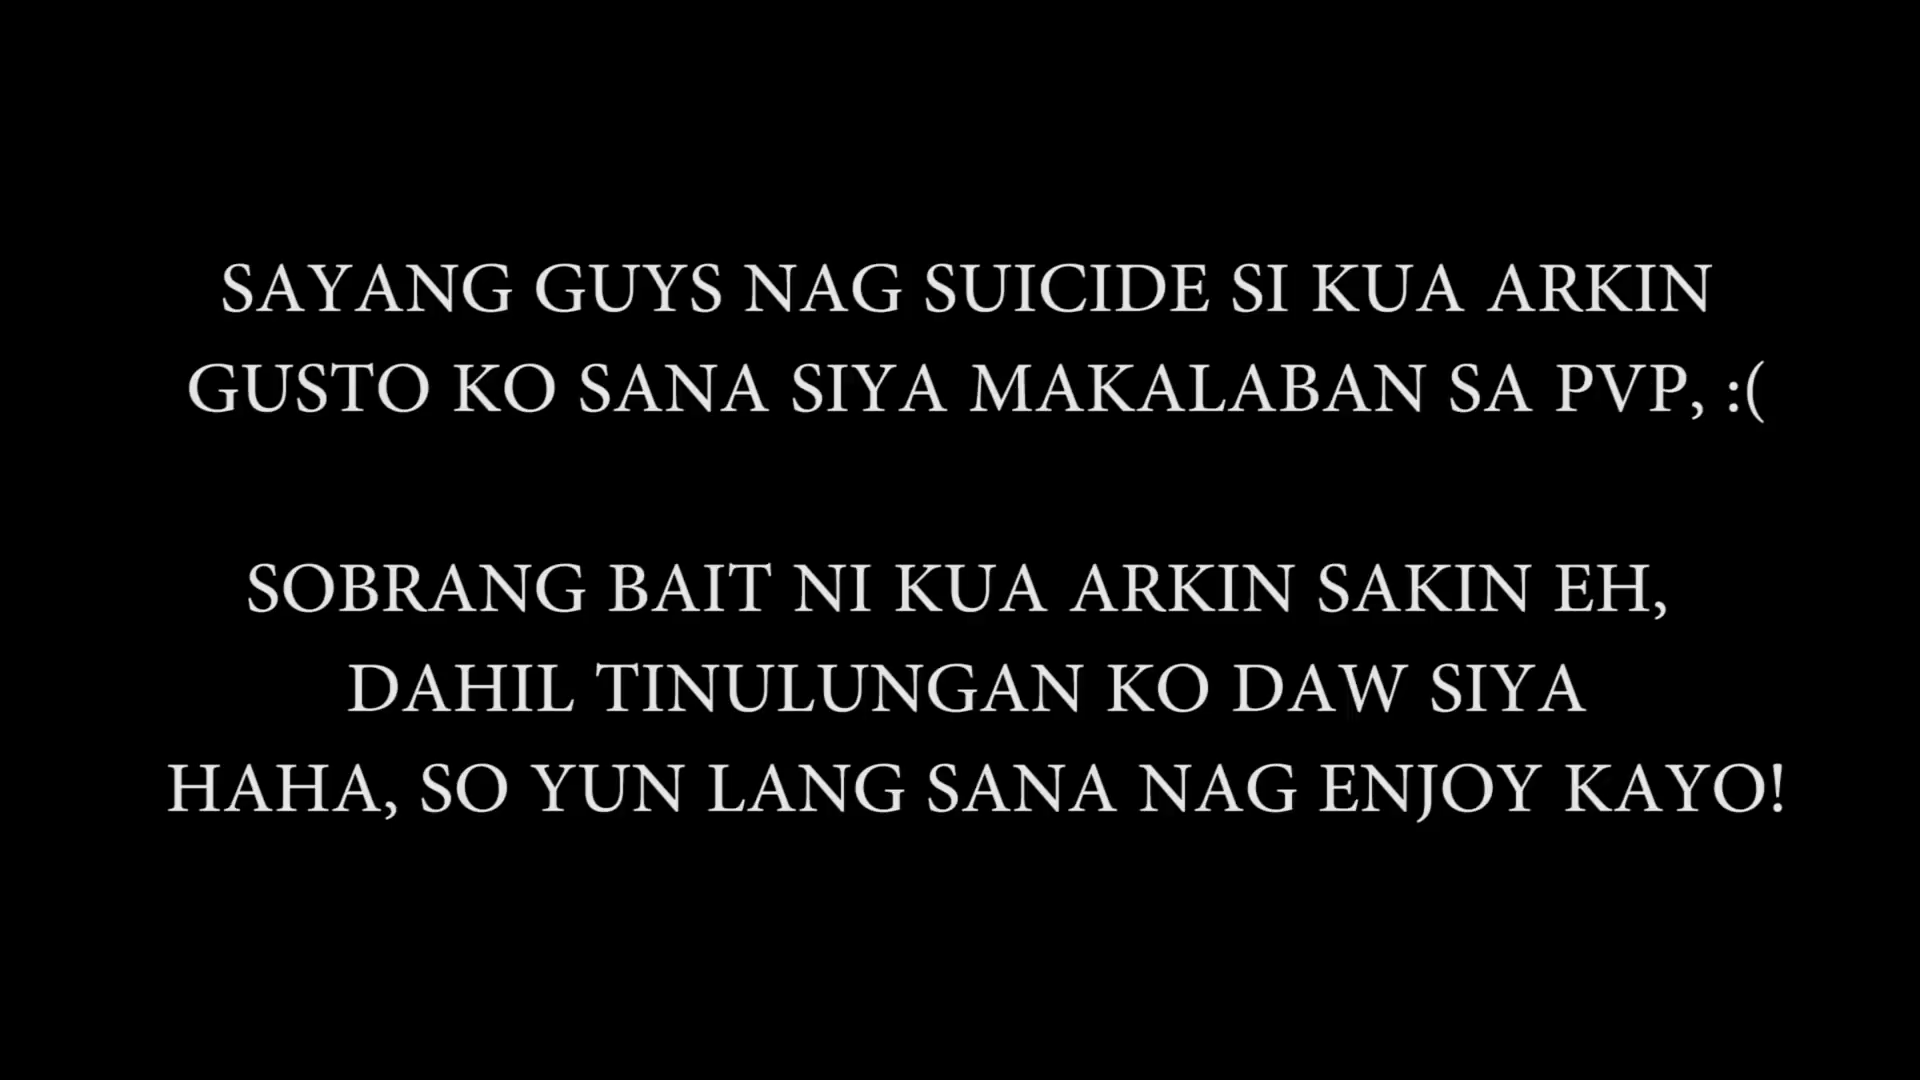 SAYANG GUYS NAG SUICIDE SI KUA ARKIN
GUSTO KO SANA SIYA MAKALABAN SA PVP, :(
SOBRANG BAIT NI KUA ARKIN SAKIN EH,
DAHIL TINULUNGAN KO DAW SIYA
HAHA, SO YUN LANG SANA NAG ENJOY KAYO!